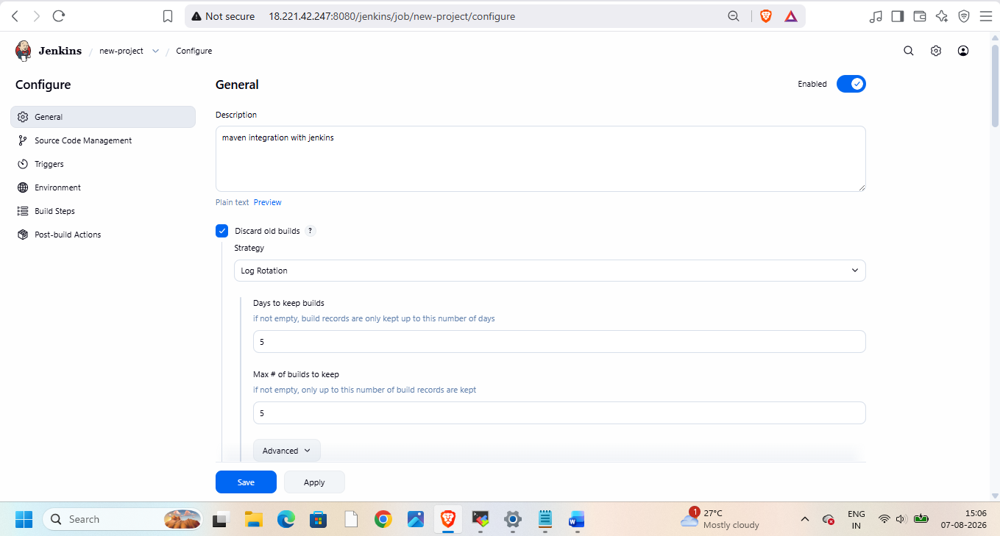 Not secure 18.221.42.247:8080/jenkins/job/new-project/configure
Jenkins / new-project / Configure
Configure
General
Source Code Management
Triggers
Environment
Build Steps
Post-build Actions
General
Enabled
Description
maven integration with jenkins
Plain text Preview
Discard old builds ?
Strategy
Log Rotation
Days to keep builds
if not empty, build records are only kept up to this number of days
5
Max # of builds to keep
if not empty, only up to this number of build records are kept
5
Advanced
Save Apply
Search
1
27°C
Mostly cloudy
ENG
IN
15:06
07-08-2026